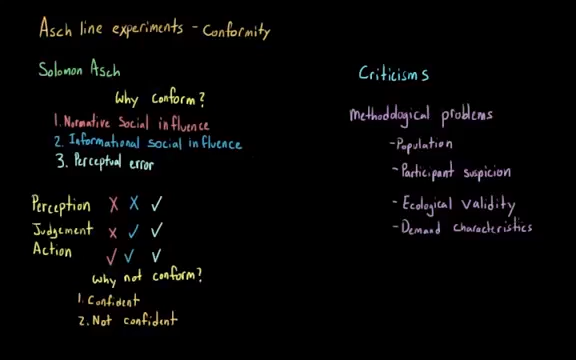 Asch line experiments - Conformity
Solomon Asch
Why conform?
1. Normative Social influence
2. Informational social influence
3. Perceptual error
Perception X X ✓
Judgement X ✓ ✓
Action ✓ ✓ ✓
Why not conform?
1. Confident
2. Not confident
Criticisms
Methodological problems
- Population
- Participant suspicion
- Ecological validity
- Demand characteristics